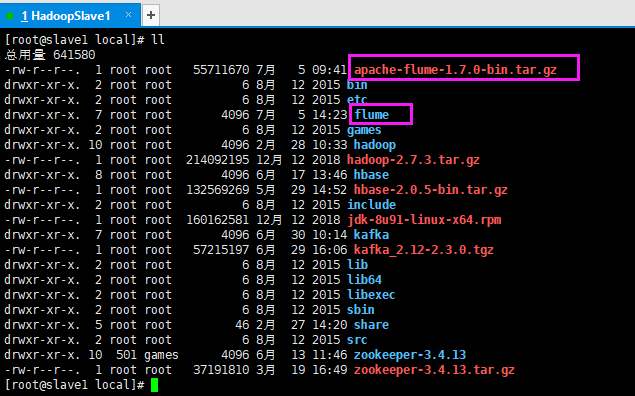 1 HadoopSlave1 × +
[root@slave1 local]# ll
总用量 641580
-rw-r--r--. 1 root root 55711670 7月 5 09:41 apache-flume-1.7.0-bin.tar.gz
drwxr-xr-x. 2 root root 6 8月 12 2015 bin
drwxr-xr-x. 2 root root 6 8月 12 2015 etc
drwxr-xr-x. 7 root root 4096 7月 5 14:23 flume
drwxr-xr-x. 2 root root 6 8月 12 2015 games
drwxr-xr-x. 10 root root 4096 2月 28 10:33 hadoop
-rw-r--r--. 1 root root 214092195 12月 12 2018 hadoop-2.7.3.tar.gz
drwxr-xr-x. 8 root root 4096 6月 17 13:46 hbase
-rw-r--r--. 1 root root 132569269 5月 29 14:52 hbase-2.0.5-bin.tar.gz
drwxr-xr-x. 2 root root 6 8月 12 2015 include
-rw-r--r--. 1 root root 160162581 12月 12 2018 jdk-8u91-linux-x64.rpm
drwxr-xr-x. 7 root root 4096 6月 30 10:14 kafka
-rw-r--r--. 1 root root 57215197 6月 29 16:06 kafka_2.12-2.3.0.tgz
drwxr-xr-x. 2 root root 6 8月 12 2015 lib
drwxr-xr-x. 2 root root 6 8月 12 2015 lib64
drwxr-xr-x. 2 root root 6 8月 12 2015 libexec
drwxr-xr-x. 2 root root 6 8月 12 2015 sbin
drwxr-xr-x. 5 root root 46 2月 27 14:20 share
drwxr-xr-x. 2 root root 6 8月 12 2015 src
drwxr-xr-x. 10 501 games 4096 6月 13 11:46 zookeeper-3.4.13
-rw-r--r--. 1 root root 37191810 3月 19 16:49 zookeeper-3.4.13.tar.gz
[root@slave1 local]#